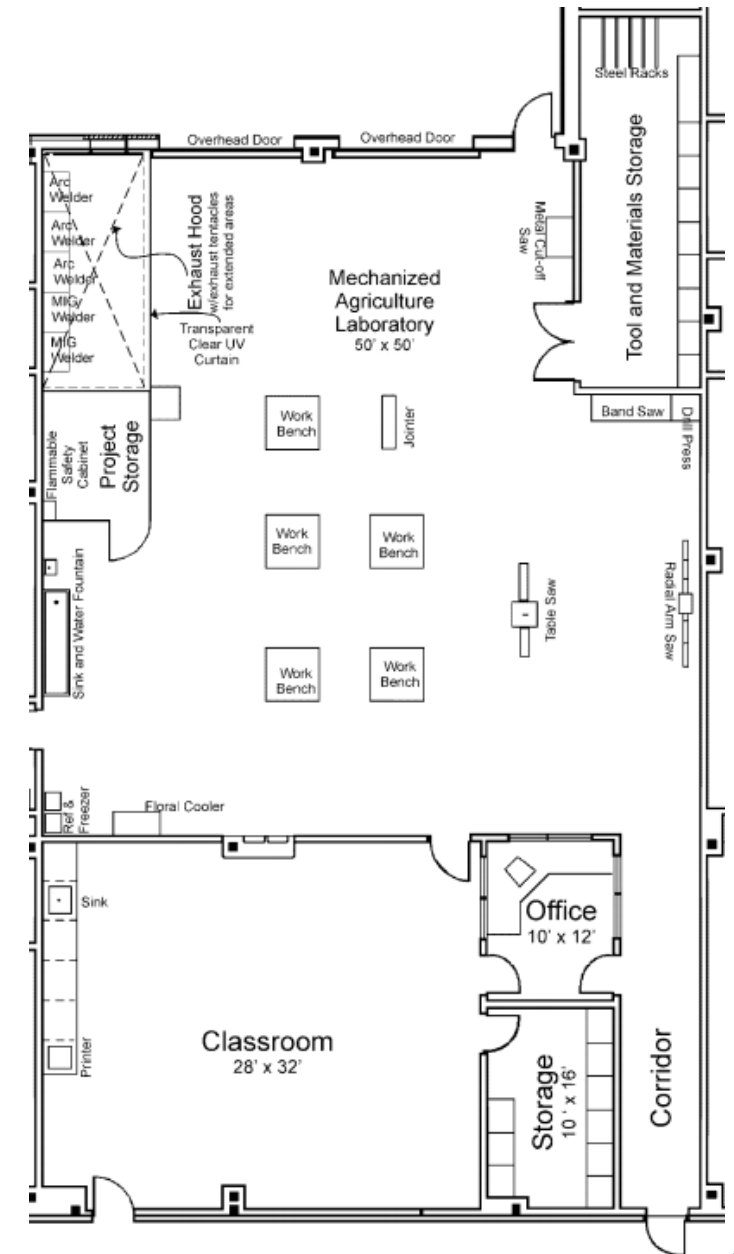 Steel Racks
Tool and Materials Storage
Overhead Door
Overhead Door
Arc
Welder
Arc
Welder
Arc
Welder
MIG
Welder
MIG
Welder
Exhaust Hood
w/exhaust tentacles
for extended areas
Transparent
Clear UV
Curtain
Metal Cut-off
Saw
Mechanized
Agriculture
Laboratory
50' x 50'
Work
Bench
Jointer
Band Saw
Drill Press
Flammable
Safety
Cabinet
Project
Storage
Work
Bench
Work
Bench
Sink and Water Fountain
Table Saw
Radial Arm Saw
Work
Bench
Work
Bench
Ref &
Freezer
Floral Cooler
Sink
Office
10' x 12'
Classroom
28' x 32'
Printer
Storage
10 ' x 16'
Corridor